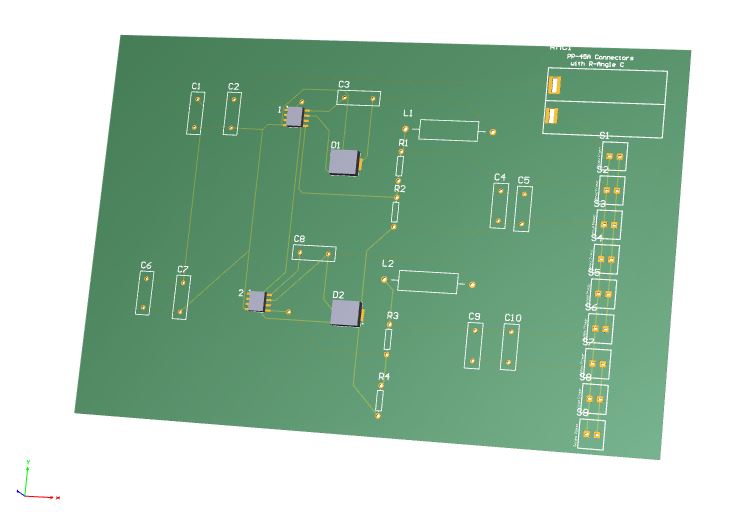 PP-45A Connectors
with R-Angle C
C1
C2
C3
1
L1
D1
R1
R2
S1
S2
S3
S4
S5
S6
S7
S8
S9
C4
C5
C8
L2
C6
C7
2
D2
R3
C9
C10
R4
y
x